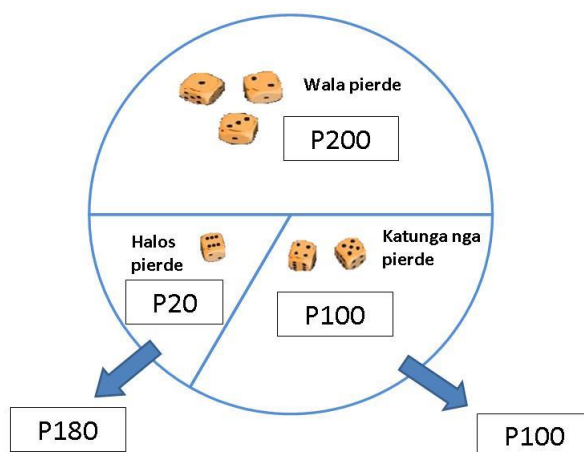 Wala pierde
P200
Halos
pierde
P20
Katunga nga
pierde
P100
P180
P100